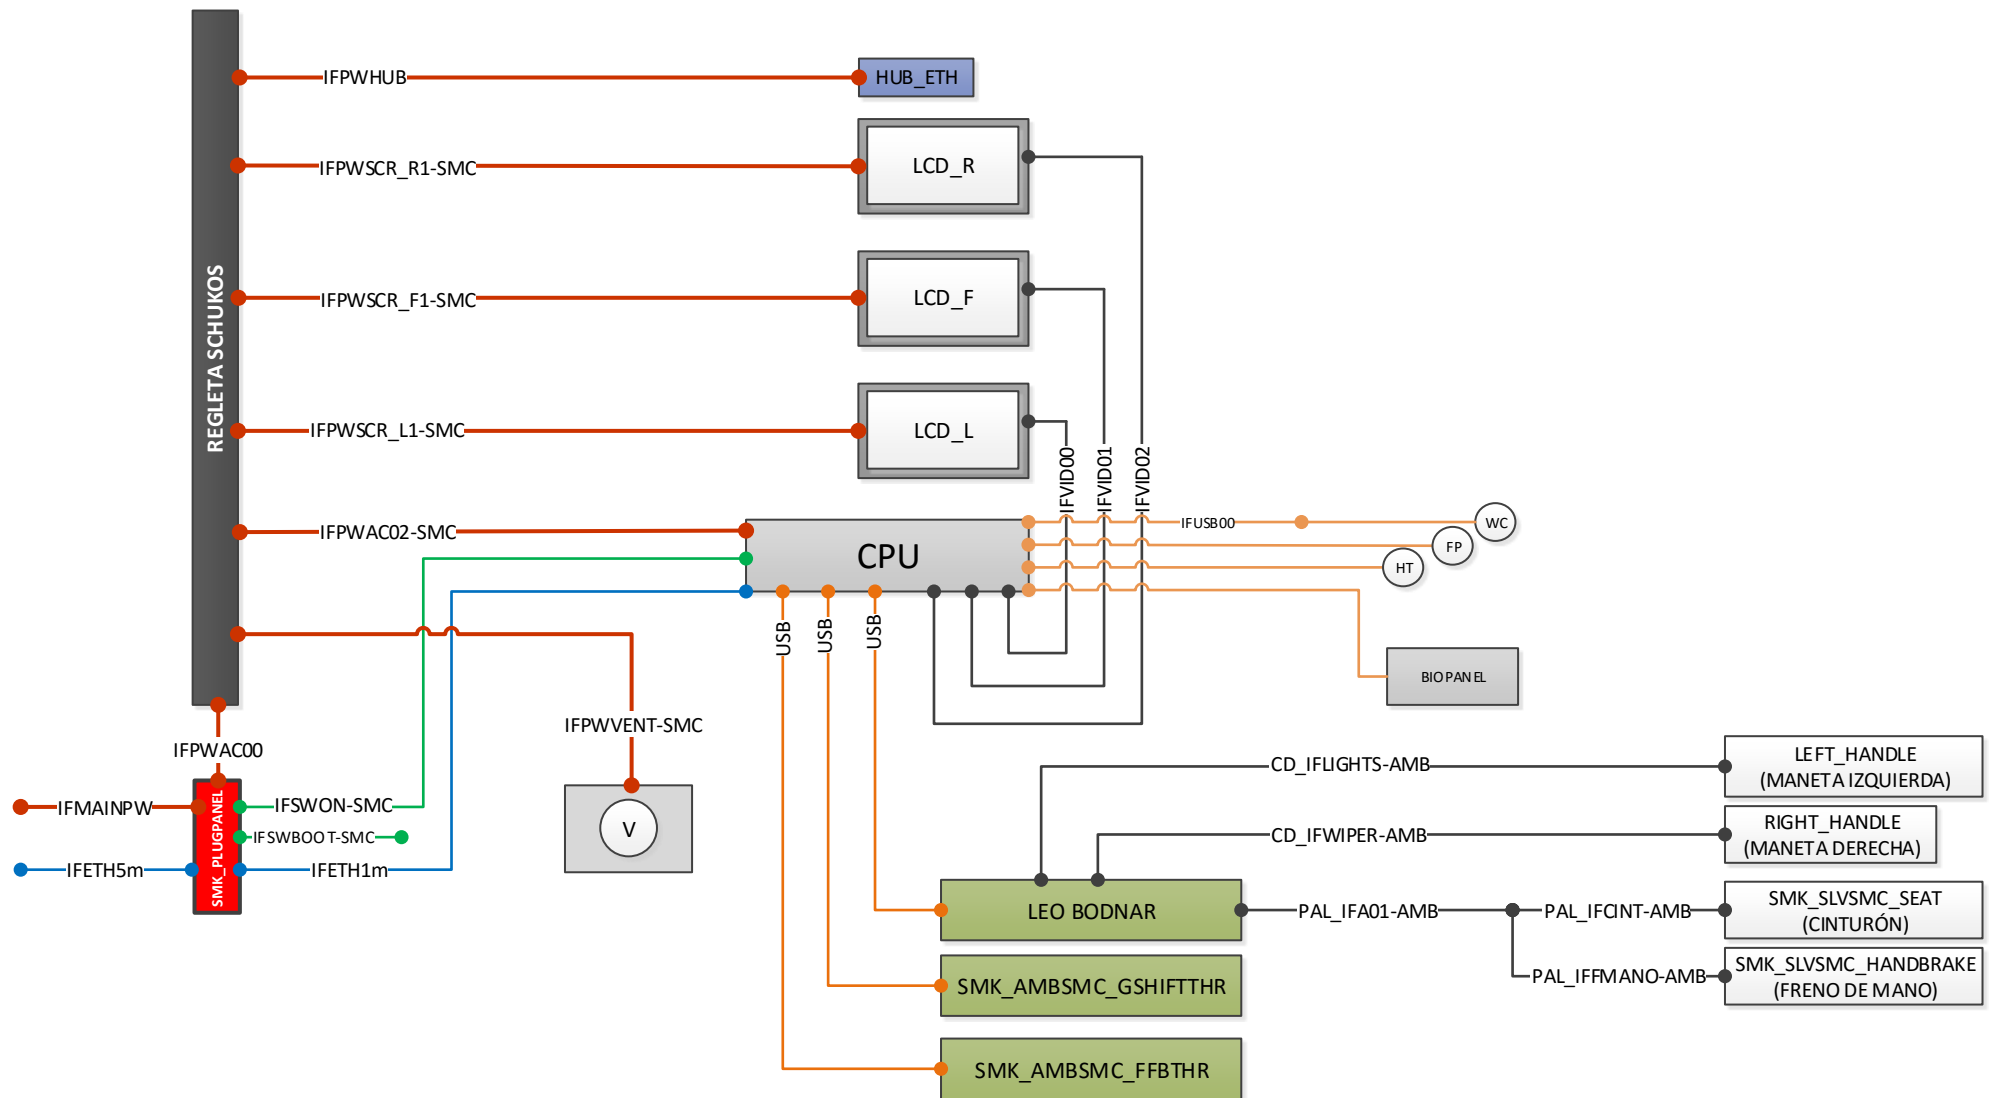 IFPWHUB
HUB_ETH
IFPWSCR_R1-SMC
LCD_R
REGLETA SCHUKOS
IFPWSCR_F1-SMC
LCD_F
IFPWSCR_L1-SMC
LCD_L
IFVID00
IFVID01
IFVID02
IFPWAC02-SMC
CPU
IFUSB00
WC
FP
HT
USB
USB
USB
BIOPANEL
IFPWVENT-SMC
IFPWAC00
V
SMK_PLUGPANEL
IFMAINPW
IFSWON-SMC
IFSWBOOT-SMC
IFETH5m
IFETH1m
CD_IFLIGHTS-AMB
LEFT_HANDLE
(MANETA IZQUIERDA)
CD_IFWIPER-AMB
RIGHT_HANDLE
(MANETA DERECHA)
LEO BODNAR
PAL_IFA01-AMB
PAL_IFCINT-AMB
SMK_SLVSMC_SEAT
(CINTURÓN)
PAL_IFFMANO-AMB
SMK_SLVSMC_HANDBRAKE
(FRENO DE MANO)
SMK_AMBSMC_GSHIFTTHR
SMK_AMBSMC_FFBTHR